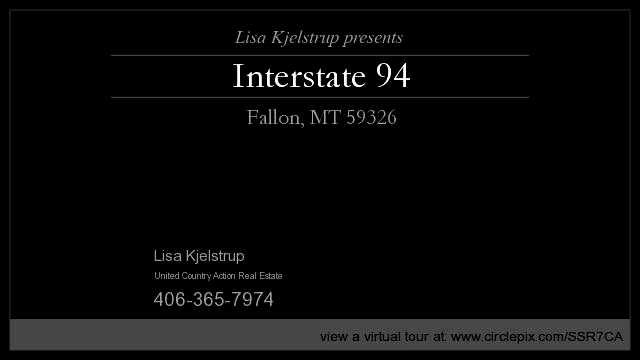 Lisa Kjelstrup presents
Interstate 94
Fallon, MT 59326
Lisa Kjelstrup
United Country Action Real Estate
406-365-7974
view a virtual tour at: www.circlepix.com/SSR7CA